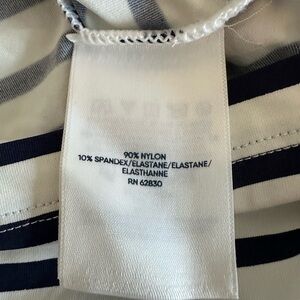 90% NYLON
10% SPANDEX/ELASTANE/ELASTANE/
ELASTHANNE
RN 62830